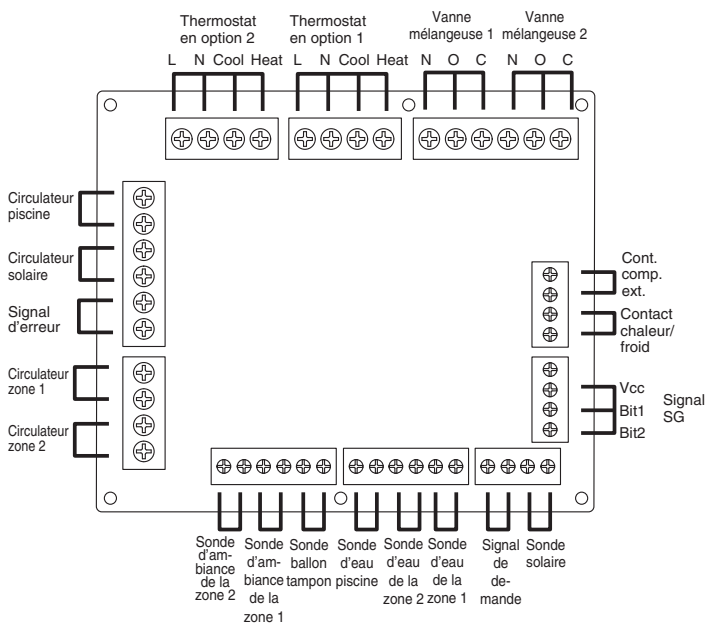 Thermostat
en option 2
Thermostat
en option 1
Vanne
mélangeuse 1
Vanne
mélangeuse 2
L N Cool Heat
L N Cool Heat
N O C
N O C
Circulateur
piscine
Circulateur
solaire
Signal
d'erreur
Circulateur
zone 1
Circulateur
zone 2
Cont.
comp.
ext.
Contact
chaleur/
froid
Vcc
Bit1
Bit2
Signal
SG
Sonde
d'am-
biance
de la
zone 2
Sonde
d'am-
biance
de la
zone 1
Sonde
ballon
tampon
Sonde
d'eau
piscine
Sonde
d'eau
de la
zone 2
Sonde
d'eau
de la
zone 1
Signal
de
de-
mande
Sonde
solaire